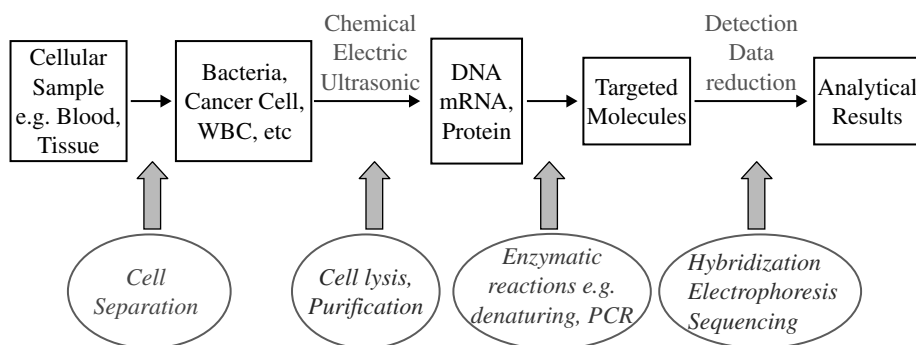 Cellular
Sample
e.g. Blood,
Tissue
Bacteria,
Cancer Cell,
WBC, etc
Chemical
Electric
Ultrasonic
DNA
mRNA,
Protein
Targeted
Molecules
Detection
Data
reduction
Analytical
Results
Cell
Separation
Cell lysis,
Purification
Enzymatic
reactions e.g.
denaturing, PCR
Hybridization
Electrophoresis
Sequencing